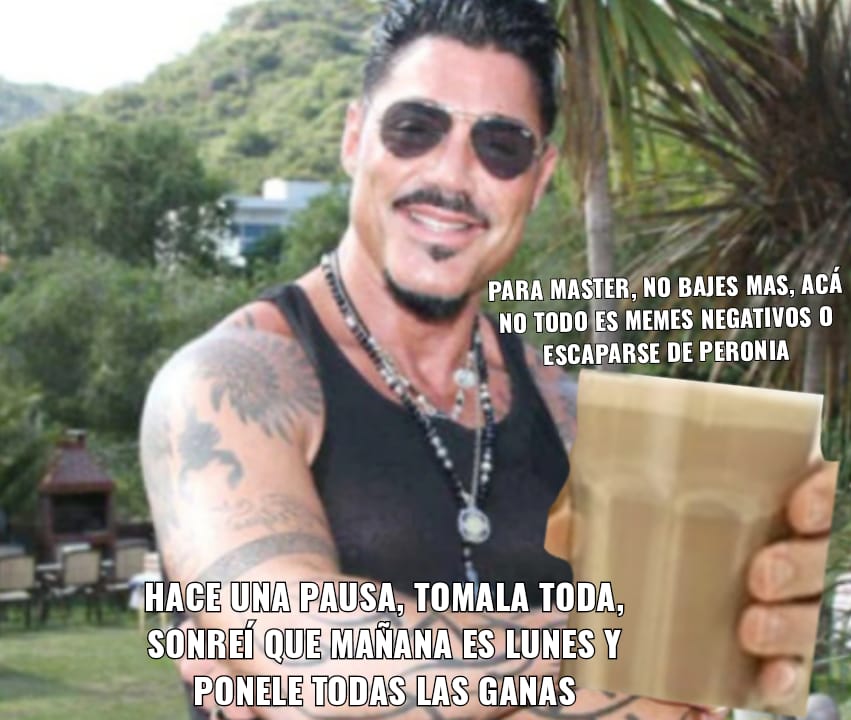 PARA MASTER, NO BAJES MAS, ACÁ
NO TODO ES MEMES NEGATIVOS O
ESCAPARSE DE PERONIA
HACE UNA PAUSA, TOMALA TODA,
SONREÍ QUE MAÑANA ES LUNES Y
PONELE TODAS LAS GANAS